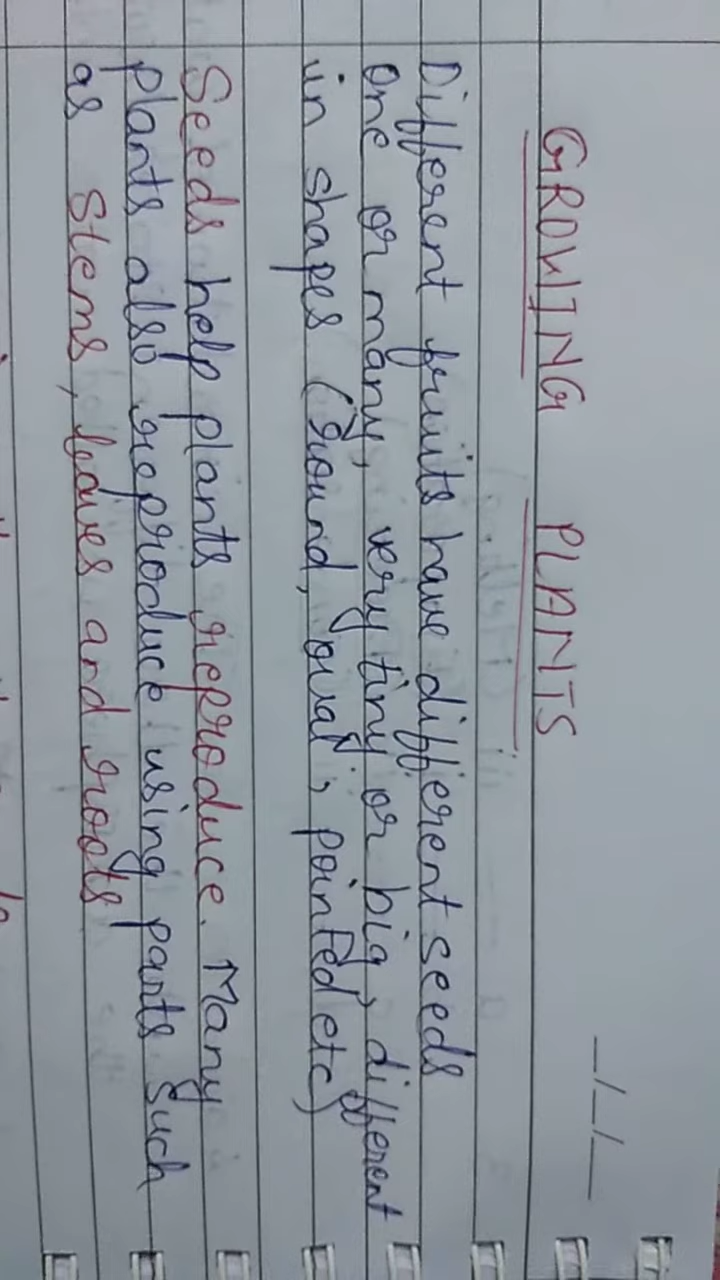 _/_/_
GROWING PLANTS
Different fruits have different seeds
one or many, very tiny or big, different
in shapes (round, oval, pointed etc)
Seeds help plants reproduce. Many
plants also reproduce using parts such
as stems, leaves and roots